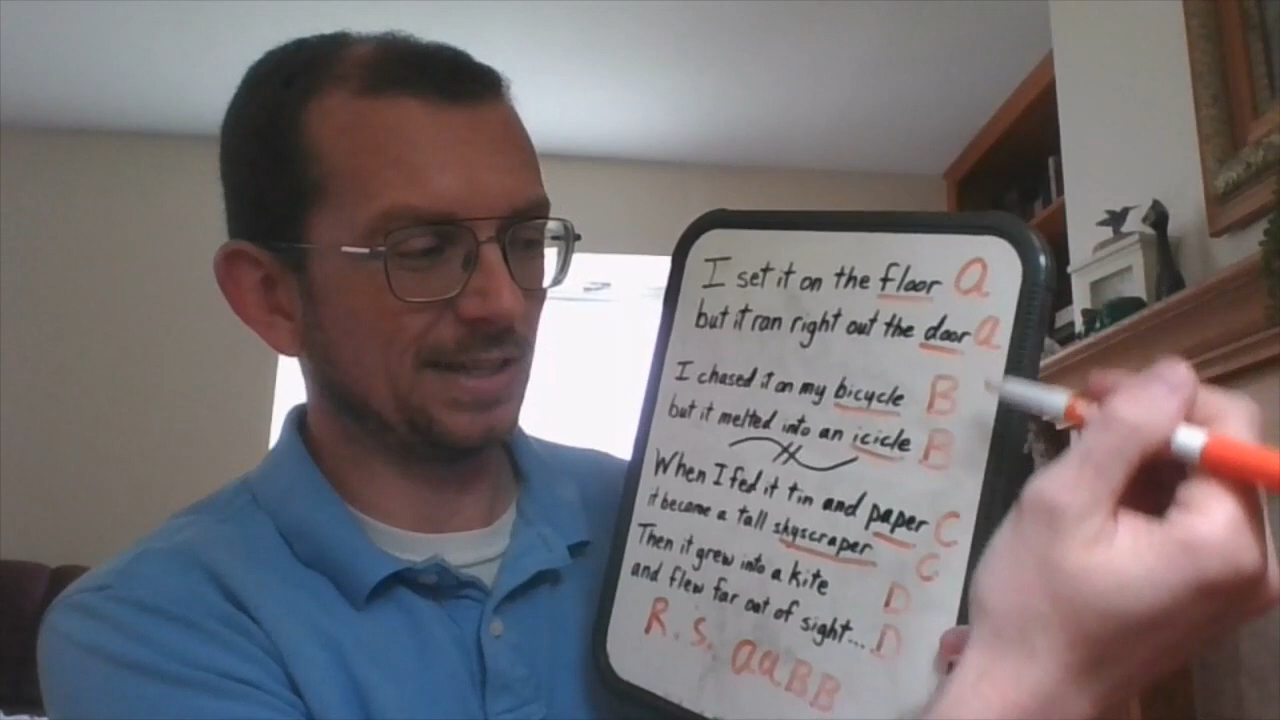 I set it on the floor a
but it ran right out the door a
I chased it on my bicycle B
but it melted into an icicle B
When I fed it tin and paper C
it became a tall skyscraper C
Then it grew into a kite D
and flew far out of sight... D
R. S. aaBB